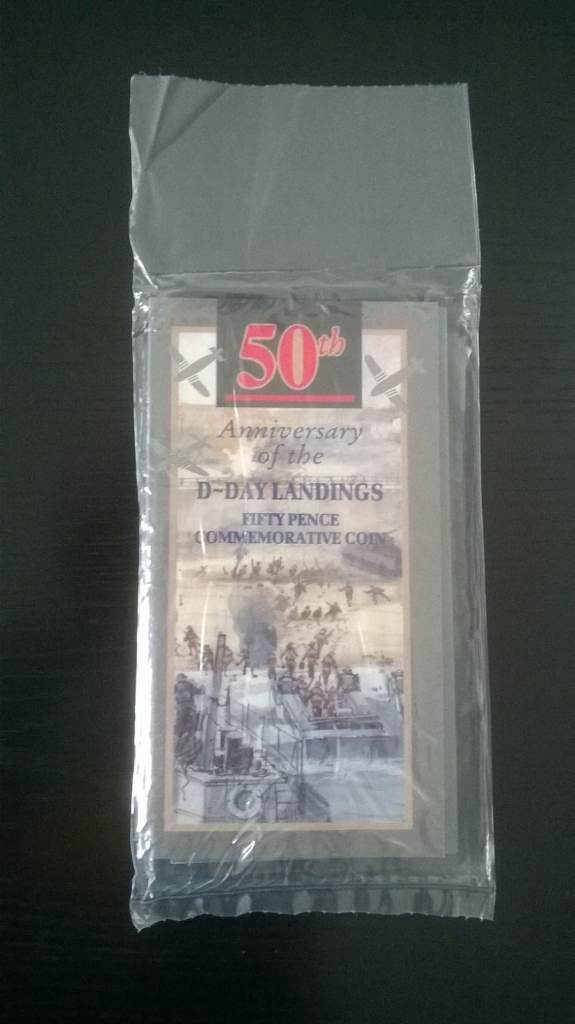 50th
Anniversary
of the
D~DAY LANDINGS
FIFTY PENCE
COMMEMORATIVE COIN